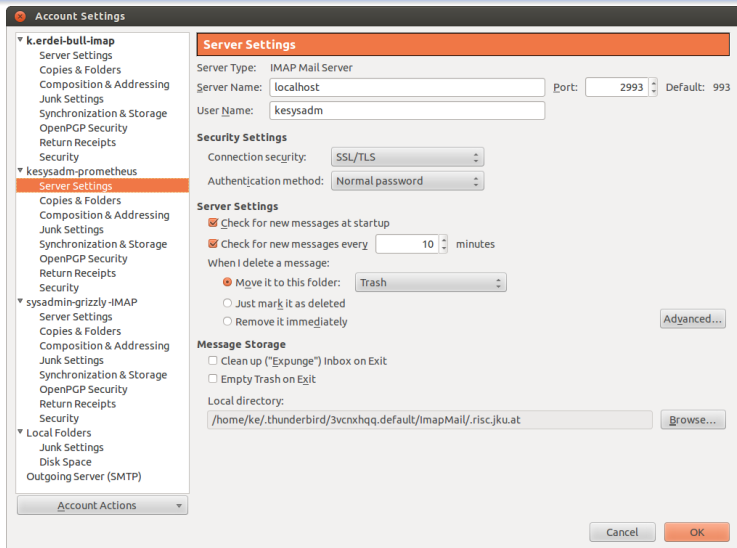 Account Settings
k.erdei-bull-imap
Server Settings
Copies & Folders
Composition & Addressing
Junk Settings
Synchronization & Storage
OpenPGP Security
Return Receipts
Security
kesysadm-prometheus
Server Settings
Copies & Folders
Composition & Addressing
Junk Settings
Synchronization & Storage
OpenPGP Security
Return Receipts
Security
sysadmin-grizzly-IMAP
Server Settings
Copies & Folders
Composition & Addressing
Junk Settings
Synchronization & Storage
OpenPGP Security
Return Receipts
Security
Local Folders
Junk Settings
Disk Space
Outgoing Server (SMTP)
Account Actions
Server Settings
Server Type: IMAP Mail Server
Server Name: localhost Port: 2993 Default: 993
User Name: kesysadm
Security Settings
Connection security: SSL/TLS
Authentication method: Normal password
Server Settings
Check for new messages at startup
Check for new messages every 10 minutes
When I delete a message:
Move it to this folder: Trash
Just mark it as deleted
Remove it immediately
Advanced...
Message Storage
Clean up ("Expunge") Inbox on Exit
Empty Trash on Exit
Local directory:
/home/ke/.thunderbird/3vcnxhqq.default/ImapMail/.risc.jku.at Browse...
Cancel OK